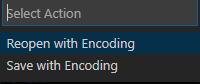 Select Action
Reopen with Encoding
Save with Encoding